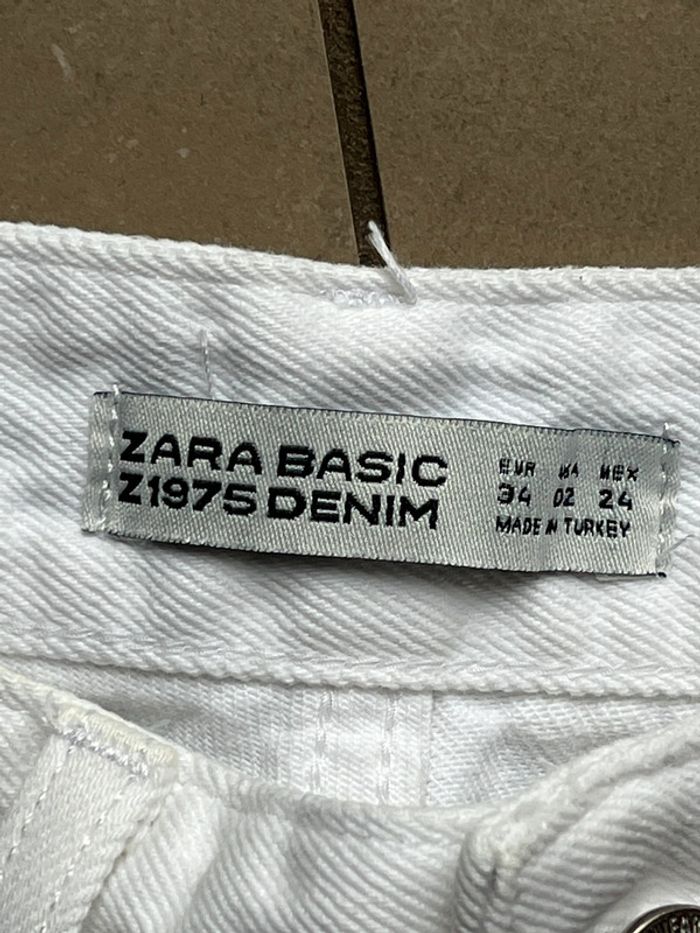 ZARA BASIC
Z1975 DENIM
EUR USA MEX
34 02 24
MADE IN TURKEY